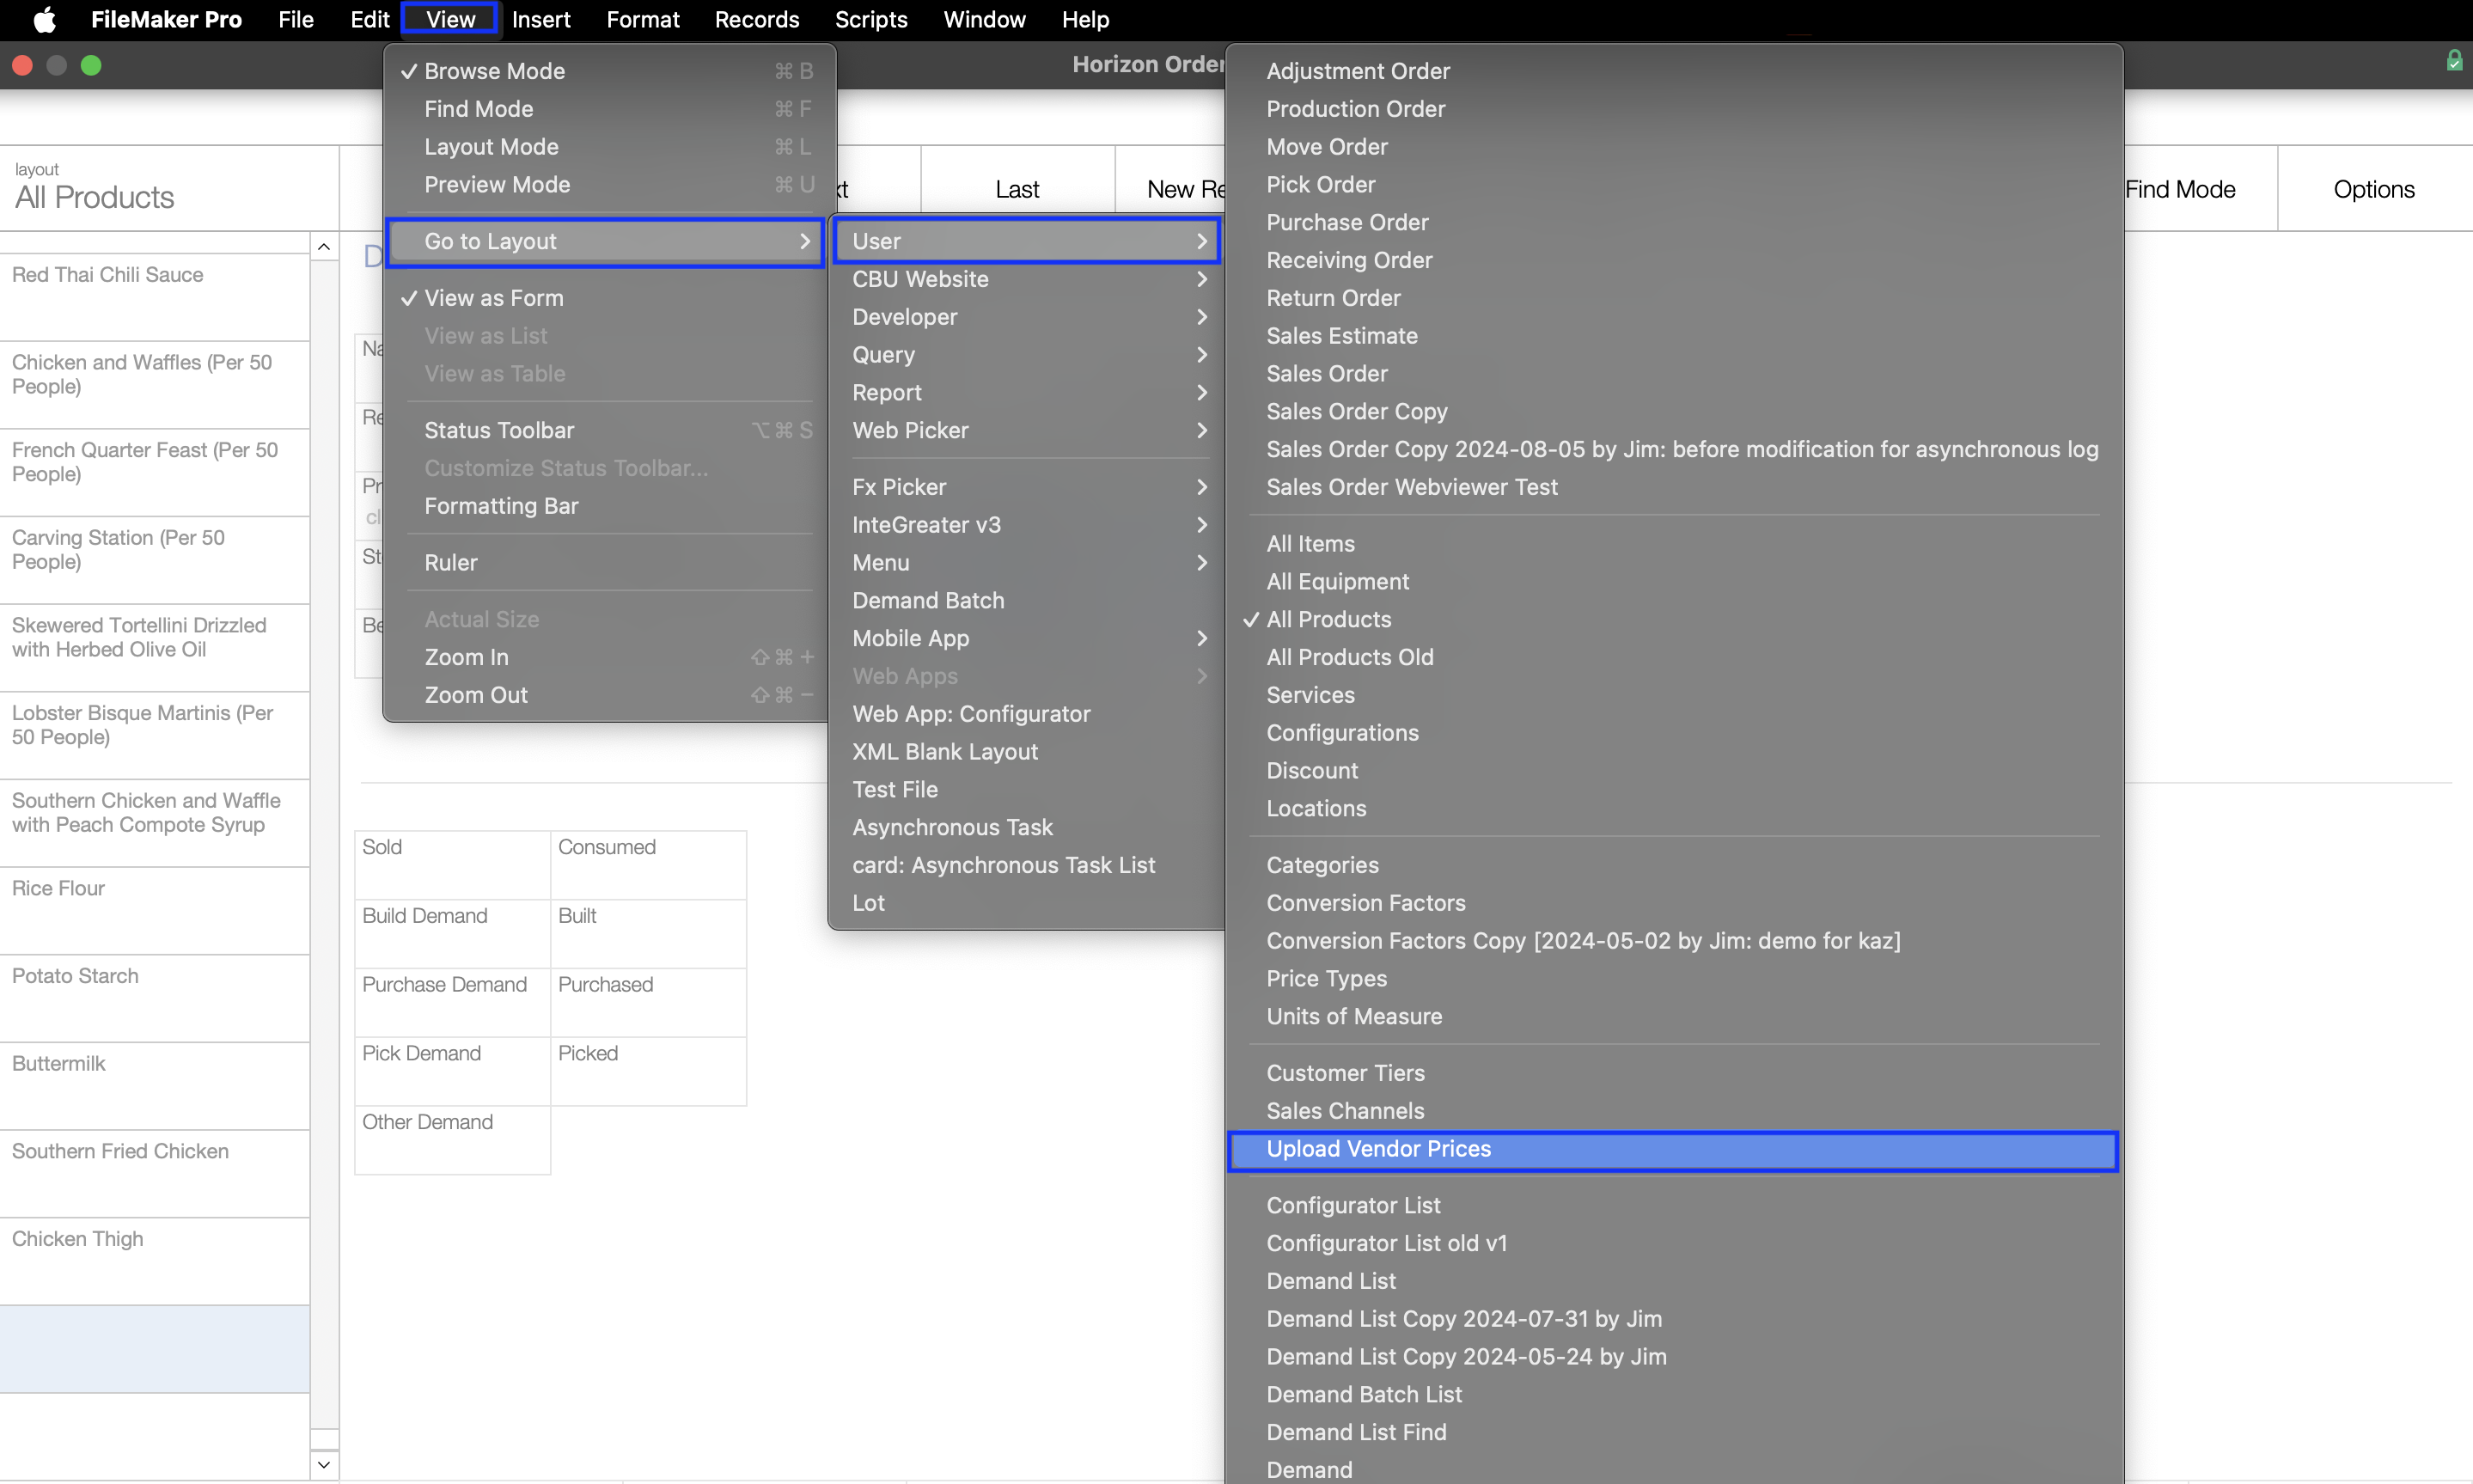 FileMaker Pro File Edit View Insert Format Records Scripts Window Help
Horizon Order
layout
All Products
Last
New Re
Find Mode
Options
Red Thai Chili Sauce
Chicken and Waffles (Per 50
People)
French Quarter Feast (Per 50
People)
Carving Station (Per 50
People)
Skewered Tortellini Drizzled
with Herbed Olive Oil
Lobster Bisque Martinis (Per
50 People)
Southern Chicken and Waffle
with Peach Compote Syrup
Rice Flour
Potato Starch
Buttermilk
Southern Fried Chicken
Chicken Thigh
✓ Browse Mode ⌘ B
Find Mode ⌘ F
Layout Mode ⌘ L
Preview Mode ⌘ U
Go to Layout
✓ View as Form
View as List
View as Table
Status Toolbar ⌥⌘ S
Customize Status Toolbar...
Formatting Bar
Ruler
Actual Size
Zoom In ⇧⌘ +
Zoom Out ⇧⌘ −
Na
Re
Pr
cl
St
Be
Sold Consumed
Build Demand Built
Purchase Demand Purchased
Pick Demand Picked
Other Demand
User
CBU Website
Developer
Query
Report
Web Picker
Fx Picker
InteGreater v3
Menu
Demand Batch
Mobile App
Web Apps
Web App: Configurator
XML Blank Layout
Test File
Asynchronous Task
card: Asynchronous Task List
Lot
Adjustment Order
Production Order
Move Order
Pick Order
Purchase Order
Receiving Order
Return Order
Sales Estimate
Sales Order
Sales Order Copy
Sales Order Copy 2024-08-05 by Jim: before modification for asynchronous log
Sales Order Webviewer Test
All Items
All Equipment
✓ All Products
All Products Old
Services
Configurations
Discount
Locations
Categories
Conversion Factors
Conversion Factors Copy [2024-05-02 by Jim: demo for kaz]
Price Types
Units of Measure
Customer Tiers
Sales Channels
Upload Vendor Prices
Configurator List
Configurator List old v1
Demand List
Demand List Copy 2024-07-31 by Jim
Demand List Copy 2024-05-24 by Jim
Demand Batch List
Demand List Find
Demand